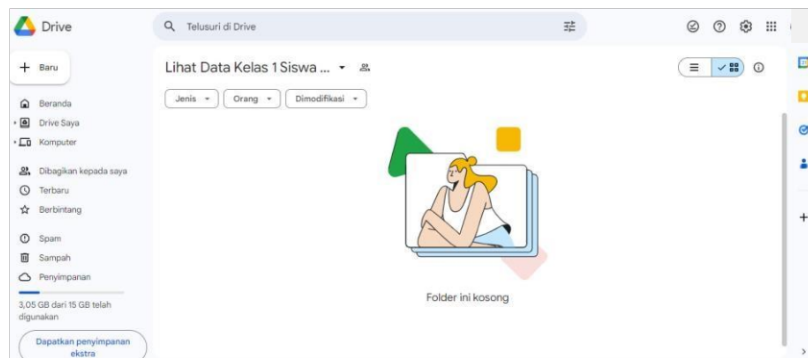 Drive
Telusuri di Drive
Baru
Lihat Data Kelas 1 Siswa ...
Jenis
Orang
Dimodifikasi
Beranda
Drive Saya
Komputer
Dibagikan kepada saya
Terbaru
Berbintang
Spam
Sampah
Penyimpanan
3,05 GB dari 15 GB telah
digunakan
Dapatkan penyimpanan
ekstra
Folder ini kosong